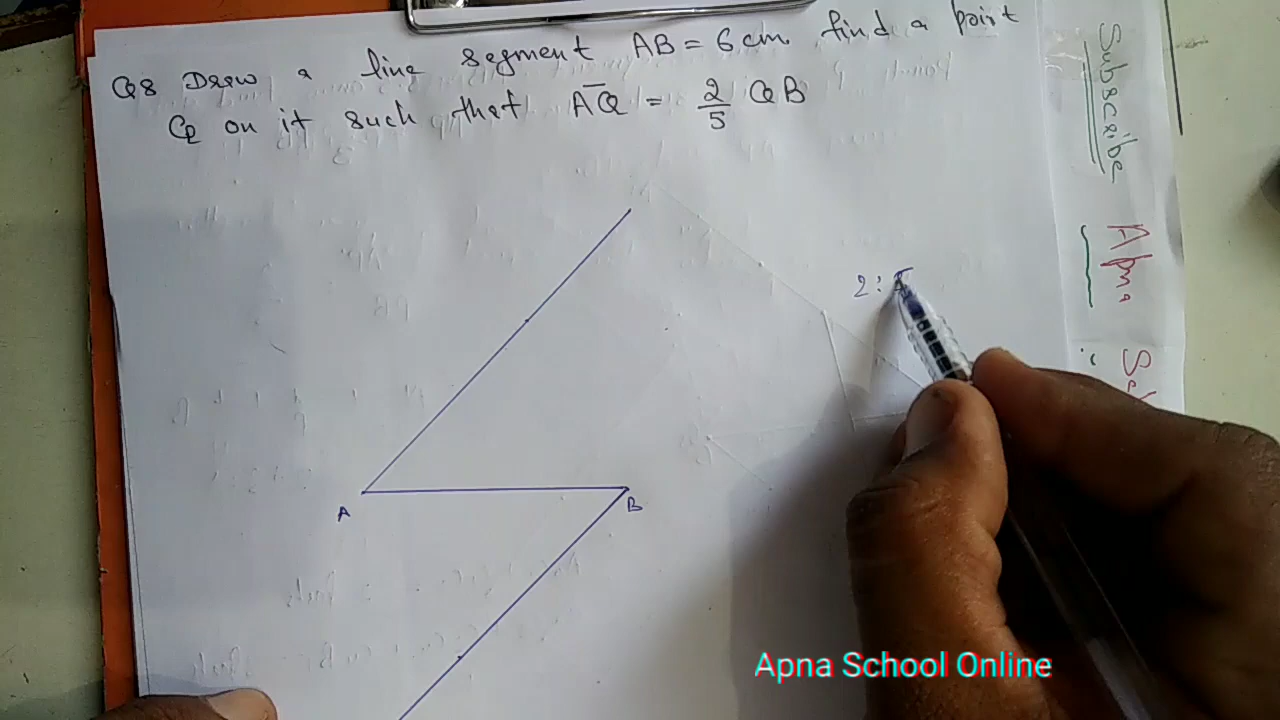 Q8 Draw a line segment AB = 6cm find a point
Q on it such that AQ = 2/5 QB
2:5
A
B
Subscribe
Apna
Apna School Online